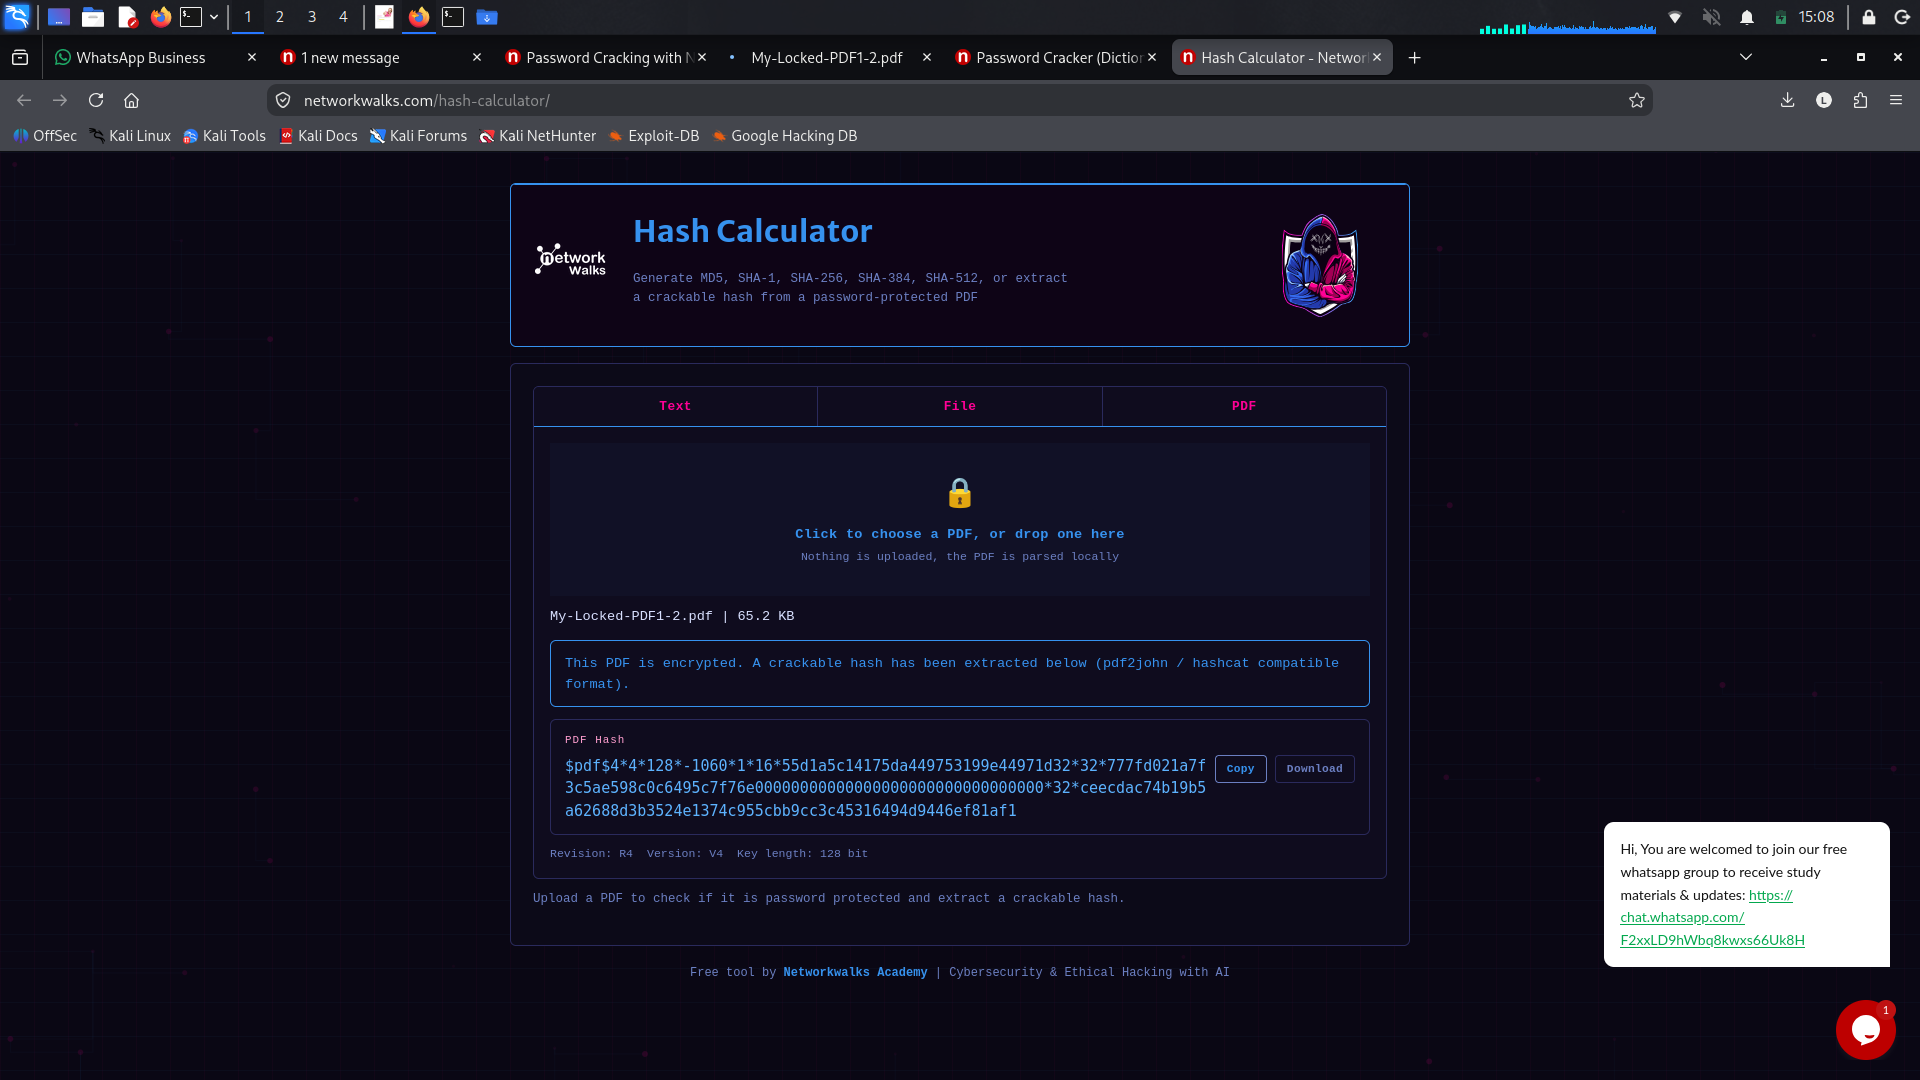 1
2
3
4
15:08
WhatsApp Business
1 new message
Password Cracking with N
My-Locked-PDF1-2.pdf
Password Cracker (Diction
Hash Calculator - Networ
networkwalks.com/hash-calculator/
L
OffSec
Kali Linux
Kali Tools
Kali Docs
Kali Forums
Kali NetHunter
Exploit-DB
Google Hacking DB
network
Walks
Hash Calculator
Generate MD5, SHA-1, SHA-256, SHA-384, SHA-512, or extract
a crackable hash from a password-protected PDF
Text
File
PDF
Click to choose a PDF, or drop one here
Nothing is uploaded, the PDF is parsed locally
My-Locked-PDF1-2.pdf | 65.2 KB
This PDF is encrypted. A crackable hash has been extracted below (pdf2john / hashcat compatible
format).
PDF Hash
$pdf$4*4*128*-1060*1*16*55d1a5c14175da449753199e44971d32*32*777fd021a7f
3c5ae598c0c6495c7f76e00000000000000000000000000000000*32*ceecdac74b19b5
a62688d3b3524e1374c955cbb9cc3c45316494d9446ef81af1
Copy
Download
Revision: R4 Version: V4 Key length: 128 bit
Upload a PDF to check if it is password protected and extract a crackable hash.
Free tool by Networkwalks Academy | Cybersecurity & Ethical Hacking with AI
Hi, You are welcomed to join our free
whatsapp group to receive study
materials & updates: https://
chat.whatsapp.com/
F2xxLD9hWbq8kwxs66Uk8H
1